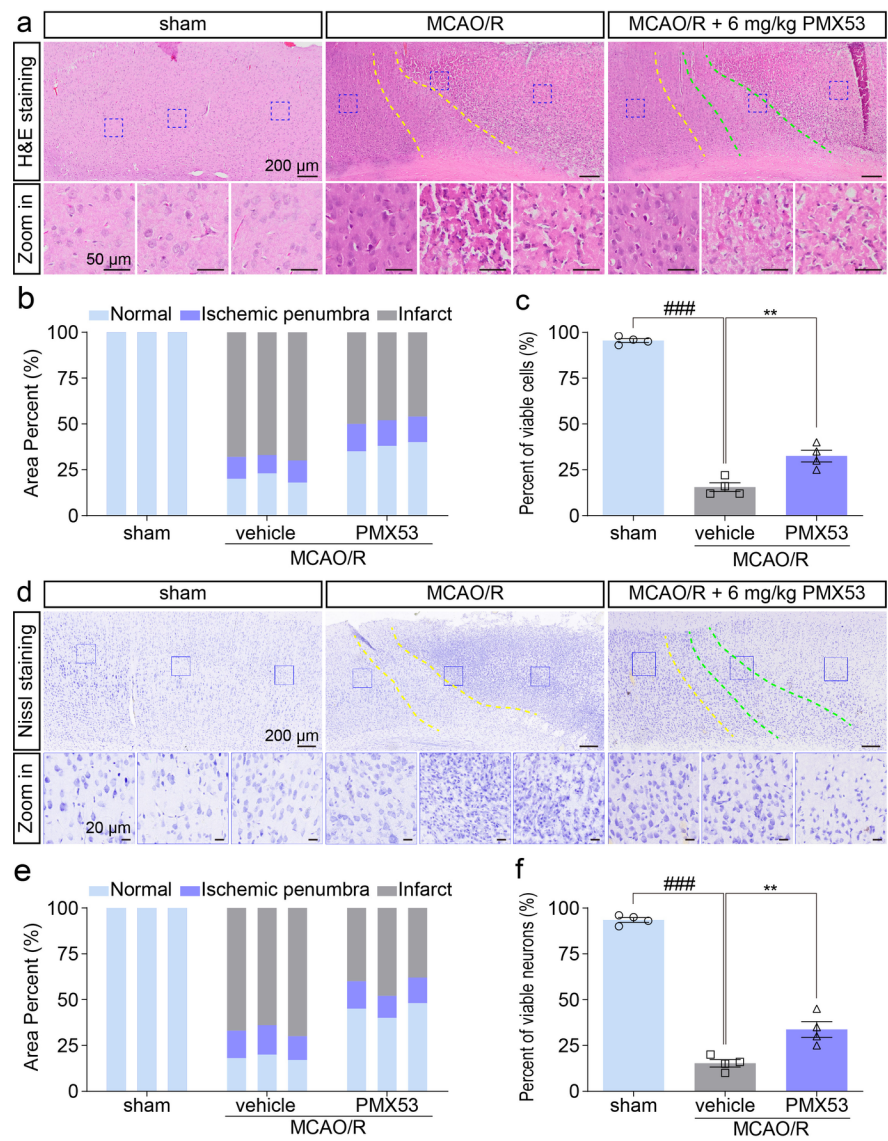 a
sham
MCAO/R
MCAO/R + 6 mg/kg PMX53
H&E staining
200 µm
Zoom in
50 µm
b
Normal
Ischemic penumbra
Infarct
Area Percent (%)
100
75
50
25
0
sham
vehicle
PMX53
MCAO/R
c
###
**
Percent of viable cells (%)
100
75
50
25
0
sham
vehicle
PMX53
MCAO/R
d
sham
MCAO/R
MCAO/R + 6 mg/kg PMX53
Nissl staining
200 µm
Zoom in
20 µm
e
Normal
Ischemic penumbra
Infarct
Area Percent (%)
100
75
50
25
0
sham
vehicle
PMX53
MCAO/R
f
###
**
Percent of viable neurons (%)
100
75
50
25
0
sham
vehicle
PMX53
MCAO/R